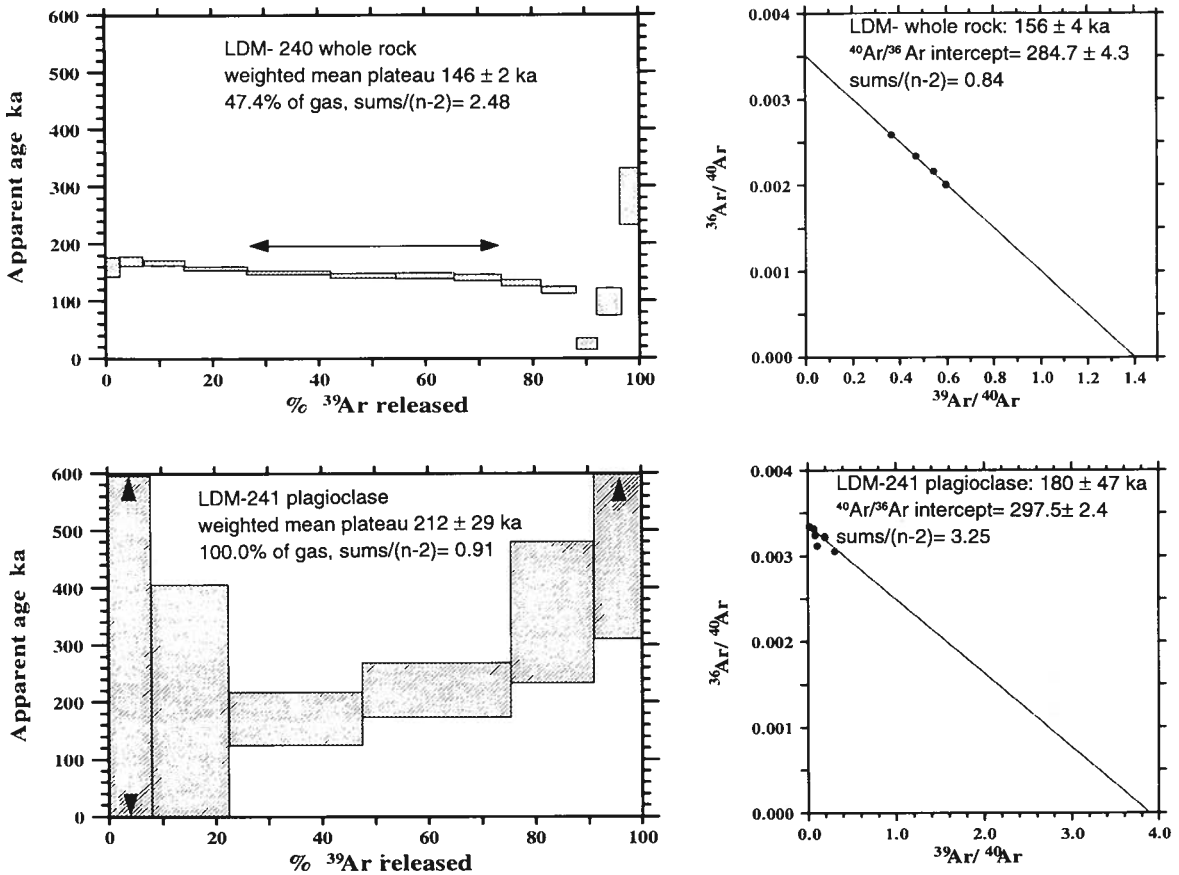 600
500
400
300
200
100
0
Apparent age ka
LDM- 240 whole rock
weighted mean plateau 146 ± 2 ka
47.4% of gas, sums/(n-2)= 2.48
0 20 40 60 80 100
% ³⁹Ar released
0.004
0.003
0.002
0.001
0.000
³⁶Ar/ ⁴⁰Ar
LDM- whole rock: 156 ± 4 ka
⁴⁰Ar/³⁶ Ar intercept= 284.7 ± 4.3
sums/(n-2)= 0.84
0.0 0.2 0.4 0.6 0.8 1.0 1.2 1.4
³⁹Ar/ ⁴⁰Ar
600
500
400
300
200
100
0
Apparent age ka
LDM-241 plagioclase
weighted mean plateau 212 ± 29 ka
100.0% of gas, sums/(n-2)= 0.91
0 20 40 60 80 100
% ³⁹Ar released
0.004
0.003
0.002
0.001
0.000
³⁶Ar/ ⁴⁰Ar
LDM-241 plagioclase: 180 ± 47 ka
⁴⁰Ar/³⁶Ar intercept= 297.5± 2.4
sums/(n-2)= 3.25
0.0 1.0 2.0 3.0 4.0
³⁹Ar/ ⁴⁰Ar